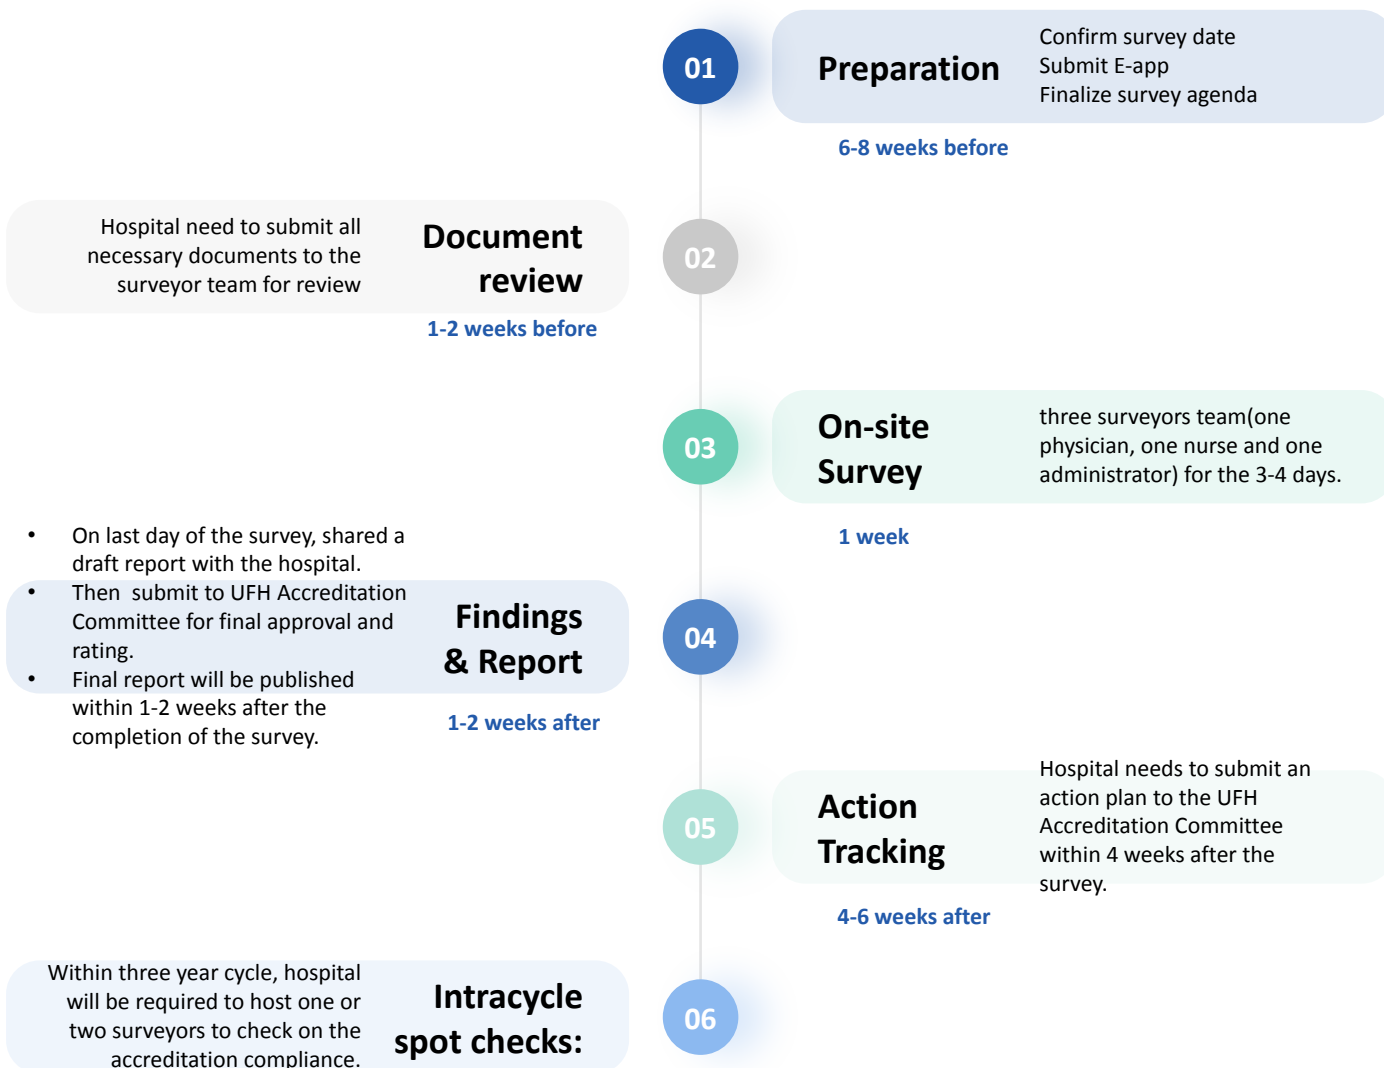 01
Preparation
Confirm survey date
Submit E-app
Finalize survey agenda
6-8 weeks before
Hospital need to submit all
necessary documents to the
surveyor team for review
Document
review
1-2 weeks before
02
03
On-site
Survey
three surveyors team(one
physician, one nurse and one
administrator) for the 3-4 days.
1 week
• On last day of the survey, shared a
draft report with the hospital.
• Then  submit to UFH Accreditation
Committee for final approval and
rating.
• Final report will be published
within 1-2 weeks after the
completion of the survey.
Findings
& Report
1-2 weeks after
04
05
Action
Tracking
Hospital needs to submit an
action plan to the UFH
Accreditation Committee
within 4 weeks after the
survey.
4-6 weeks after
Within three year cycle, hospital
will be required to host one or
two surveyors to check on the
accreditation compliance.
Intracycle
spot checks:
06